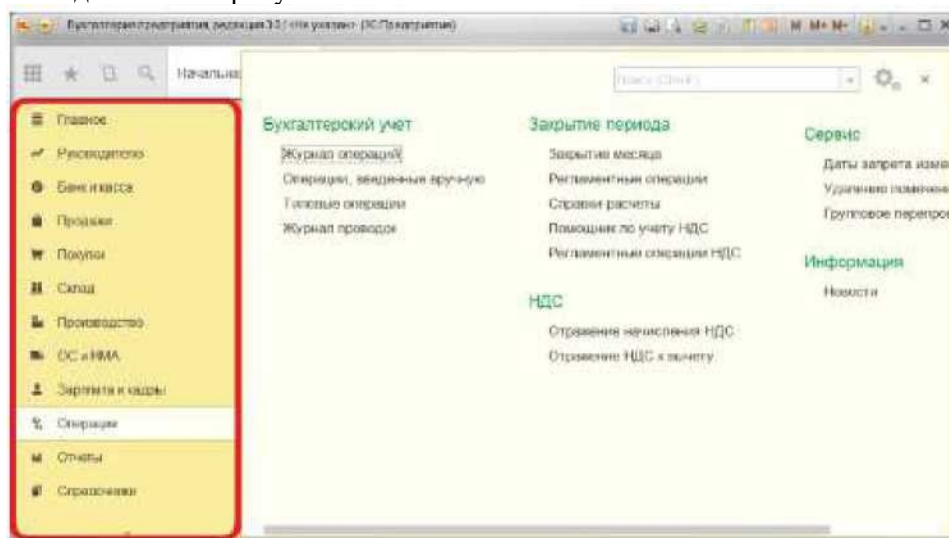 Бухгалтерия предприятия, редакция 3.0 / <Не указан> (1С:Предприятие)
M M+ M-
Начальная
Поиск (Ctrl+F)
Главное
Руководителю
Банк и касса
Продажи
Покупки
Склад
Производство
ОС и НМА
Зарплата и кадры
Операции
Отчеты
Справочники
Бухгалтерский учет
Журнал операций
Операции, введенные вручную
Типовые операции
Журнал проводок
Закрытие периода
Закрытие месяца
Регламентные операции
Справки-расчеты
Помощник по учету НДС
Регламентные операции НДС
НДС
Отражение начисления НДС
Отражение НДС к вычету
Сервис
Даты запрета изме
Удаление помечен
Групповое перепро
Информация
Новости